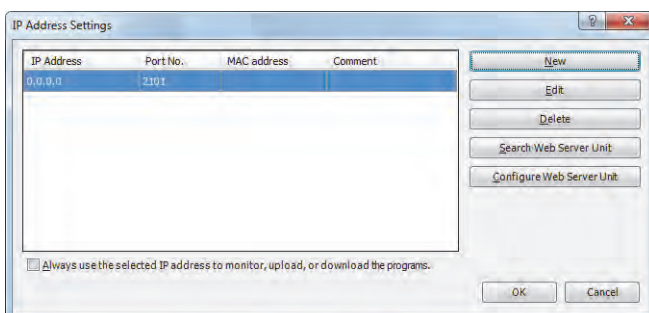 IP Address Settings
IP Address Port No. MAC address Comment
0.0.0.0 2101
New
Edit
Delete
Search Web Server Unit
Configure Web Server Unit
Always use the selected IP address to monitor, upload, or download the programs.
OK Cancel